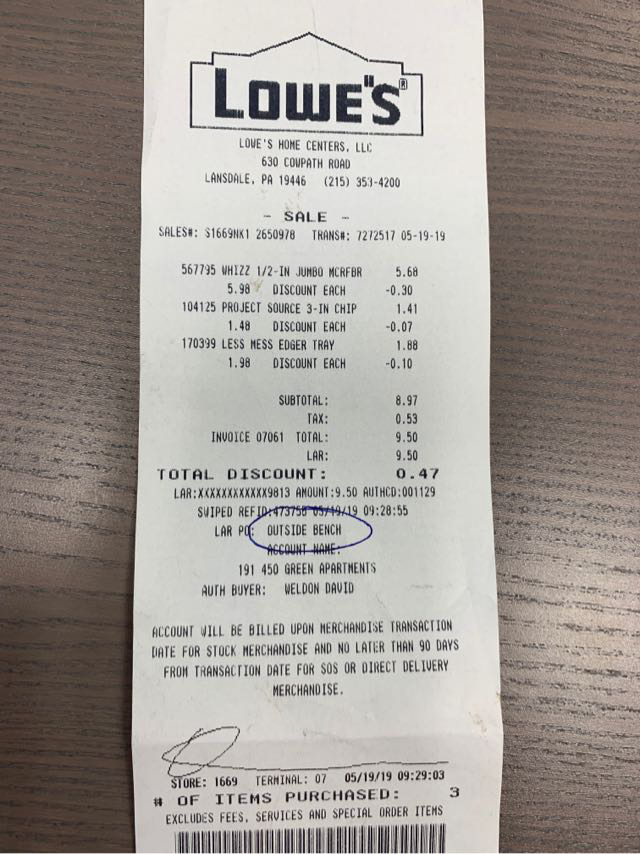 LOWE'S®
LOWE'S HOME CENTERS, LLC
630 COWPATH ROAD
LANSDALE, PA 19446 (215) 353-4200
- SALE -
SALES#: S1669NK1 2650978 TRANS#: 7272517 05-19-19
567795 WHIZZ 1/2-IN JUMBO MCRFBR 5.68
5.98 DISCOUNT EACH -0.30
104125 PROJECT SOURCE 3-IN CHIP 1.41
1.48 DISCOUNT EACH -0.07
170399 LESS MESS EDGER TRAY 1.88
1.98 DISCOUNT EACH -0.10
SUBTOTAL: 8.97
TAX: 0.53
INVOICE 07061 TOTAL: 9.50
LAR: 9.50
TOTAL DISCOUNT: 0.47
LAR:XXXXXXXXXXXX9813 AMOUNT:9.50 AUTHCD:001129
SWIPED REFID:473758 05/19/19 09:28:55
LAR PO: OUTSIDE BENCH
ACCOUNT NAME:
191 450 GREEN APARTMENTS
AUTH BUYER: WELDON DAVID
ACCOUNT WILL BE BILLED UPON MERCHANDISE TRANSACTION
DATE FOR STOCK MERCHANDISE AND NO LATER THAN 90 DAYS
FROM TRANSACTION DATE FOR SOS OR DIRECT DELIVERY
MERCHANDISE.
STORE: 1669 TERMINAL: 07 05/19/19 09:29:03
# OF ITEMS PURCHASED: 3
EXCLUDES FEES, SERVICES AND SPECIAL ORDER ITEMS